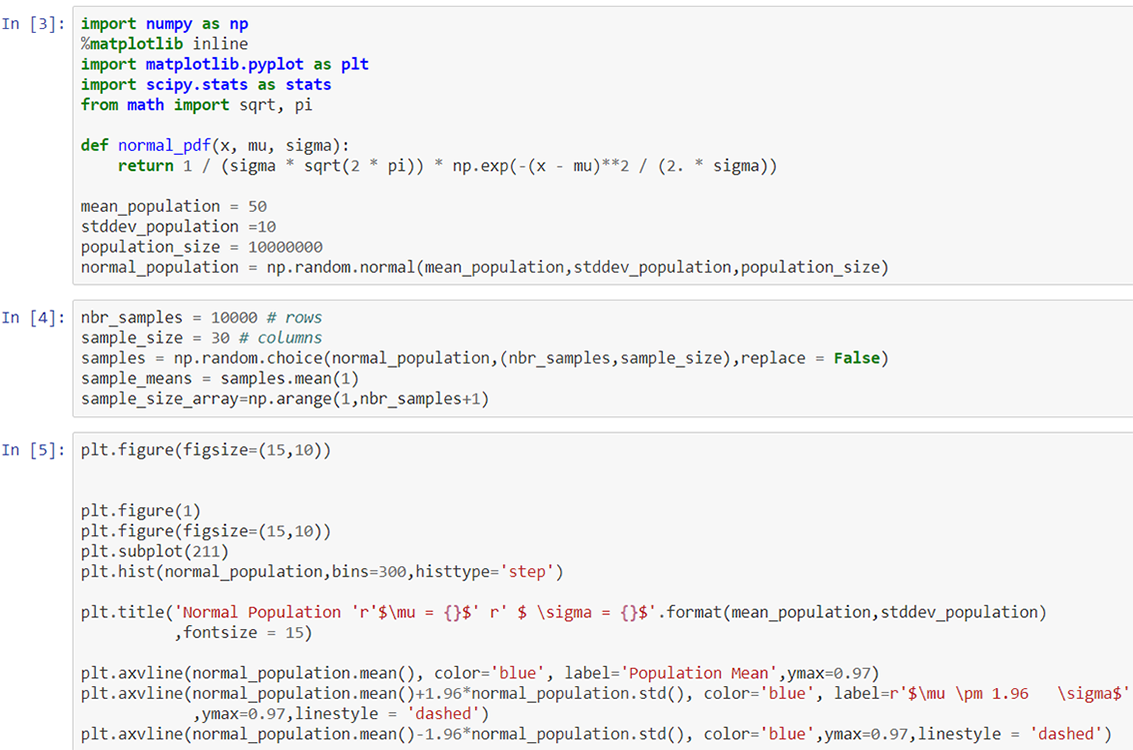 In [3]: import numpy as np
%matplotlib inline
import matplotlib.pyplot as plt
import scipy.stats as stats
from math import sqrt, pi

def normal_pdf(x, mu, sigma):
    return 1 / (sigma * sqrt(2 * pi)) * np.exp(-(x - mu)**2 / (2. * sigma))

mean_population = 50
stddev_population =10
population_size = 10000000
normal_population = np.random.normal(mean_population,stddev_population,population_size)

In [4]: nbr_samples = 10000 # rows
sample_size = 30 # columns
samples = np.random.choice(normal_population,(nbr_samples,sample_size),replace = False)
sample_means = samples.mean(1)
sample_size_array=np.arange(1,nbr_samples+1)

In [5]: plt.figure(figsize=(15,10))


plt.figure(1)
plt.figure(figsize=(15,10))
plt.subplot(211)
plt.hist(normal_population,bins=300,histtype='step')

plt.title('Normal Population 'r'$\mu = {}$' r' $ \sigma = {}$'.format(mean_population,stddev_population)
          ,fontsize = 15)

plt.axvline(normal_population.mean(), color='blue', label='Population Mean',ymax=0.97)
plt.axvline(normal_population.mean()+1.96*normal_population.std(), color='blue', label=r'$\mu \pm 1.96   \sigma$'
            ,ymax=0.97,linestyle = 'dashed')
plt.axvline(normal_population.mean()-1.96*normal_population.std(), color='blue',ymax=0.97,linestyle = 'dashed')